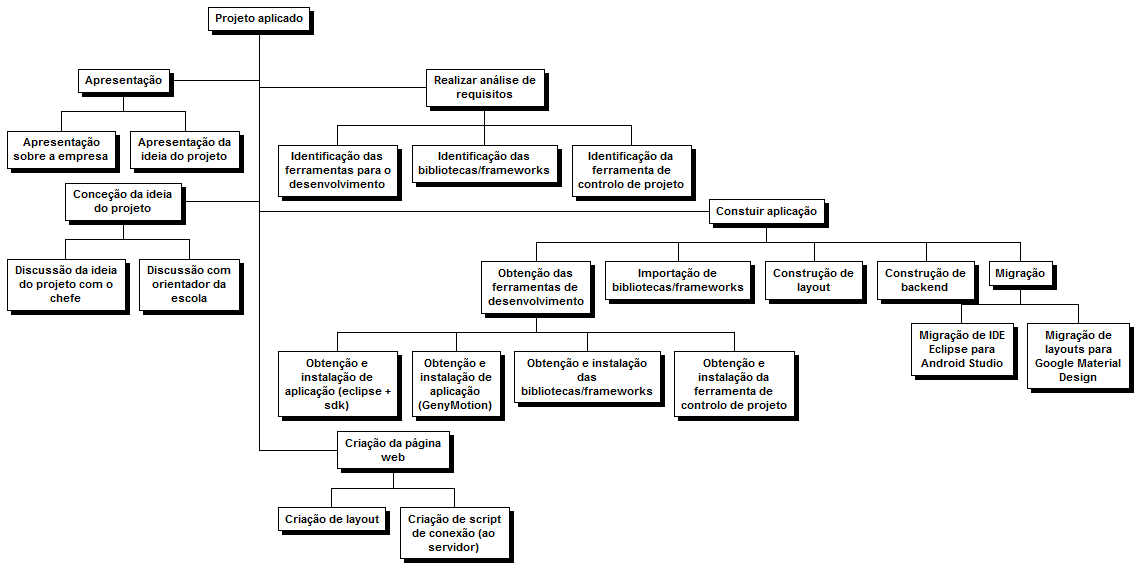 Projeto aplicado
Apresentação
Realizar análise de
requisitos
Apresentação
sobre a empresa
Apresentação da
ideia do projeto
Identificação das
ferramentas para o
desenvolvimento
Identificação das
bibliotecas/frameworks
Identificação da
ferramenta de
controlo de projeto
Conceção da ideia
do projeto
Constuir aplicação
Discussão da ideia
do projeto com o
chefe
Discussão com
orientador da
escola
Obtenção das
ferramentas de
desenvolvimento
Importação de
bibliotecas/frameworks
Construção de
layout
Construção de
backend
Migração
Migração de IDE
Eclipse para
Android Studio
Migração de
layouts para
Google Material
Design
Obtenção e
instalação de
aplicação (eclipse +
sdk)
Obtenção e
instalação de
aplicação
(GenyMotion)
Obtenção e instalação
das
bibliotecas/frameworks
Obtenção e
instalação da
ferramenta de
controlo de projeto
Criação da página
web
Criação de layout
Criação de script
de conexão (ao
servidor)